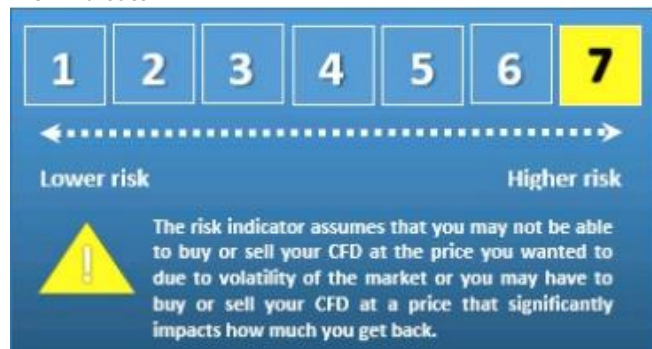 1 2 3 4 5 6 7
Lower risk Higher risk
The risk indicator assumes that you may not be able
to buy or sell your CFD at the price you wanted to
due to volatility of the market or you may have to
buy or sell your CFD at a price that significantly
impacts how much you get back.